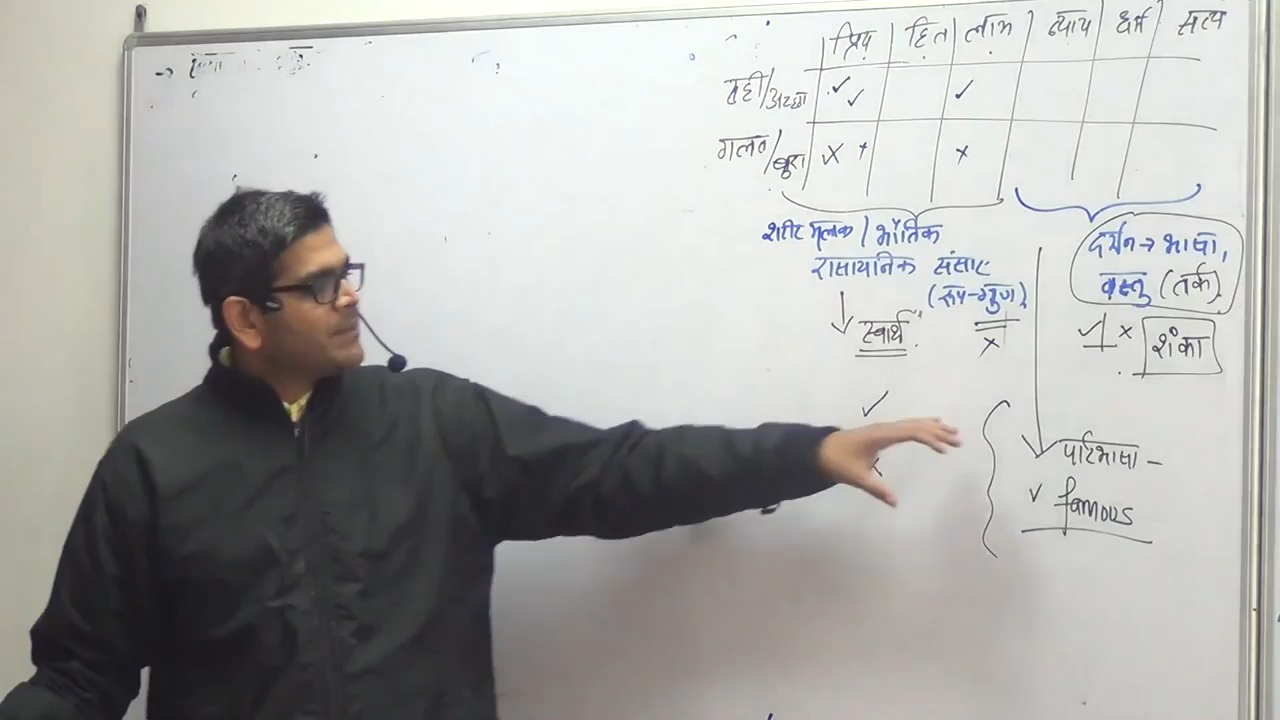 प्रिय हित लाभ न्याय धर्म सत्य
सही/अच्छा ✓ ✓ ✓
गलत/बुरा x x x
शरीर मूलक / भौतिक
रासायनिक संसार
(रूप-गुण)
स्वार्थ
x
✓
दर्शन → भाषा,
वस्तु (तर्क)
✓ x शंका
परिभाषा -
✓ famous